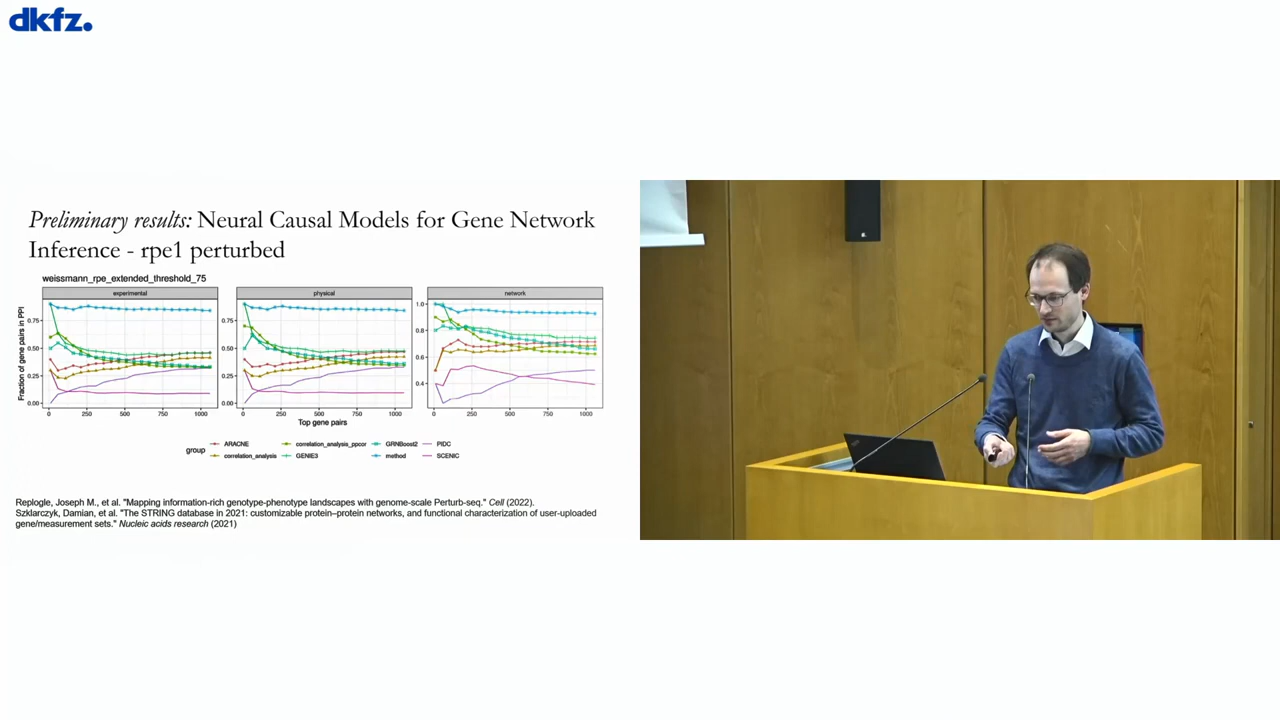 dkfz.
Preliminary results: Neural Causal Models for Gene Network
Inference - rpe1 perturbed
weissmann_rpe_extended_threshold_75
experimental
physical
network
Fraction of gene pairs in PPI
0.75
0.50
0.25
0.00
0.75
0.50
0.25
0.00
1.0
0.8
0.6
0.4
0 250 500 750 1000
0 250 500 750 1000
0 250 500 750 1000
Top gene pairs
group
ARACNE
correlation_analysis_ppcor
GRNBoost2
PIDC
correlation_analysis
GENIE3
method
SCENIC
Replogle, Joseph M., et al. "Mapping information-rich genotype-phenotype landscapes with genome-scale Perturb-seq." Cell (2022).
Szklarczyk, Damian, et al. "The STRING database in 2021: customizable protein–protein networks, and functional characterization of user-uploaded
gene/measurement sets." Nucleic acids research (2021)